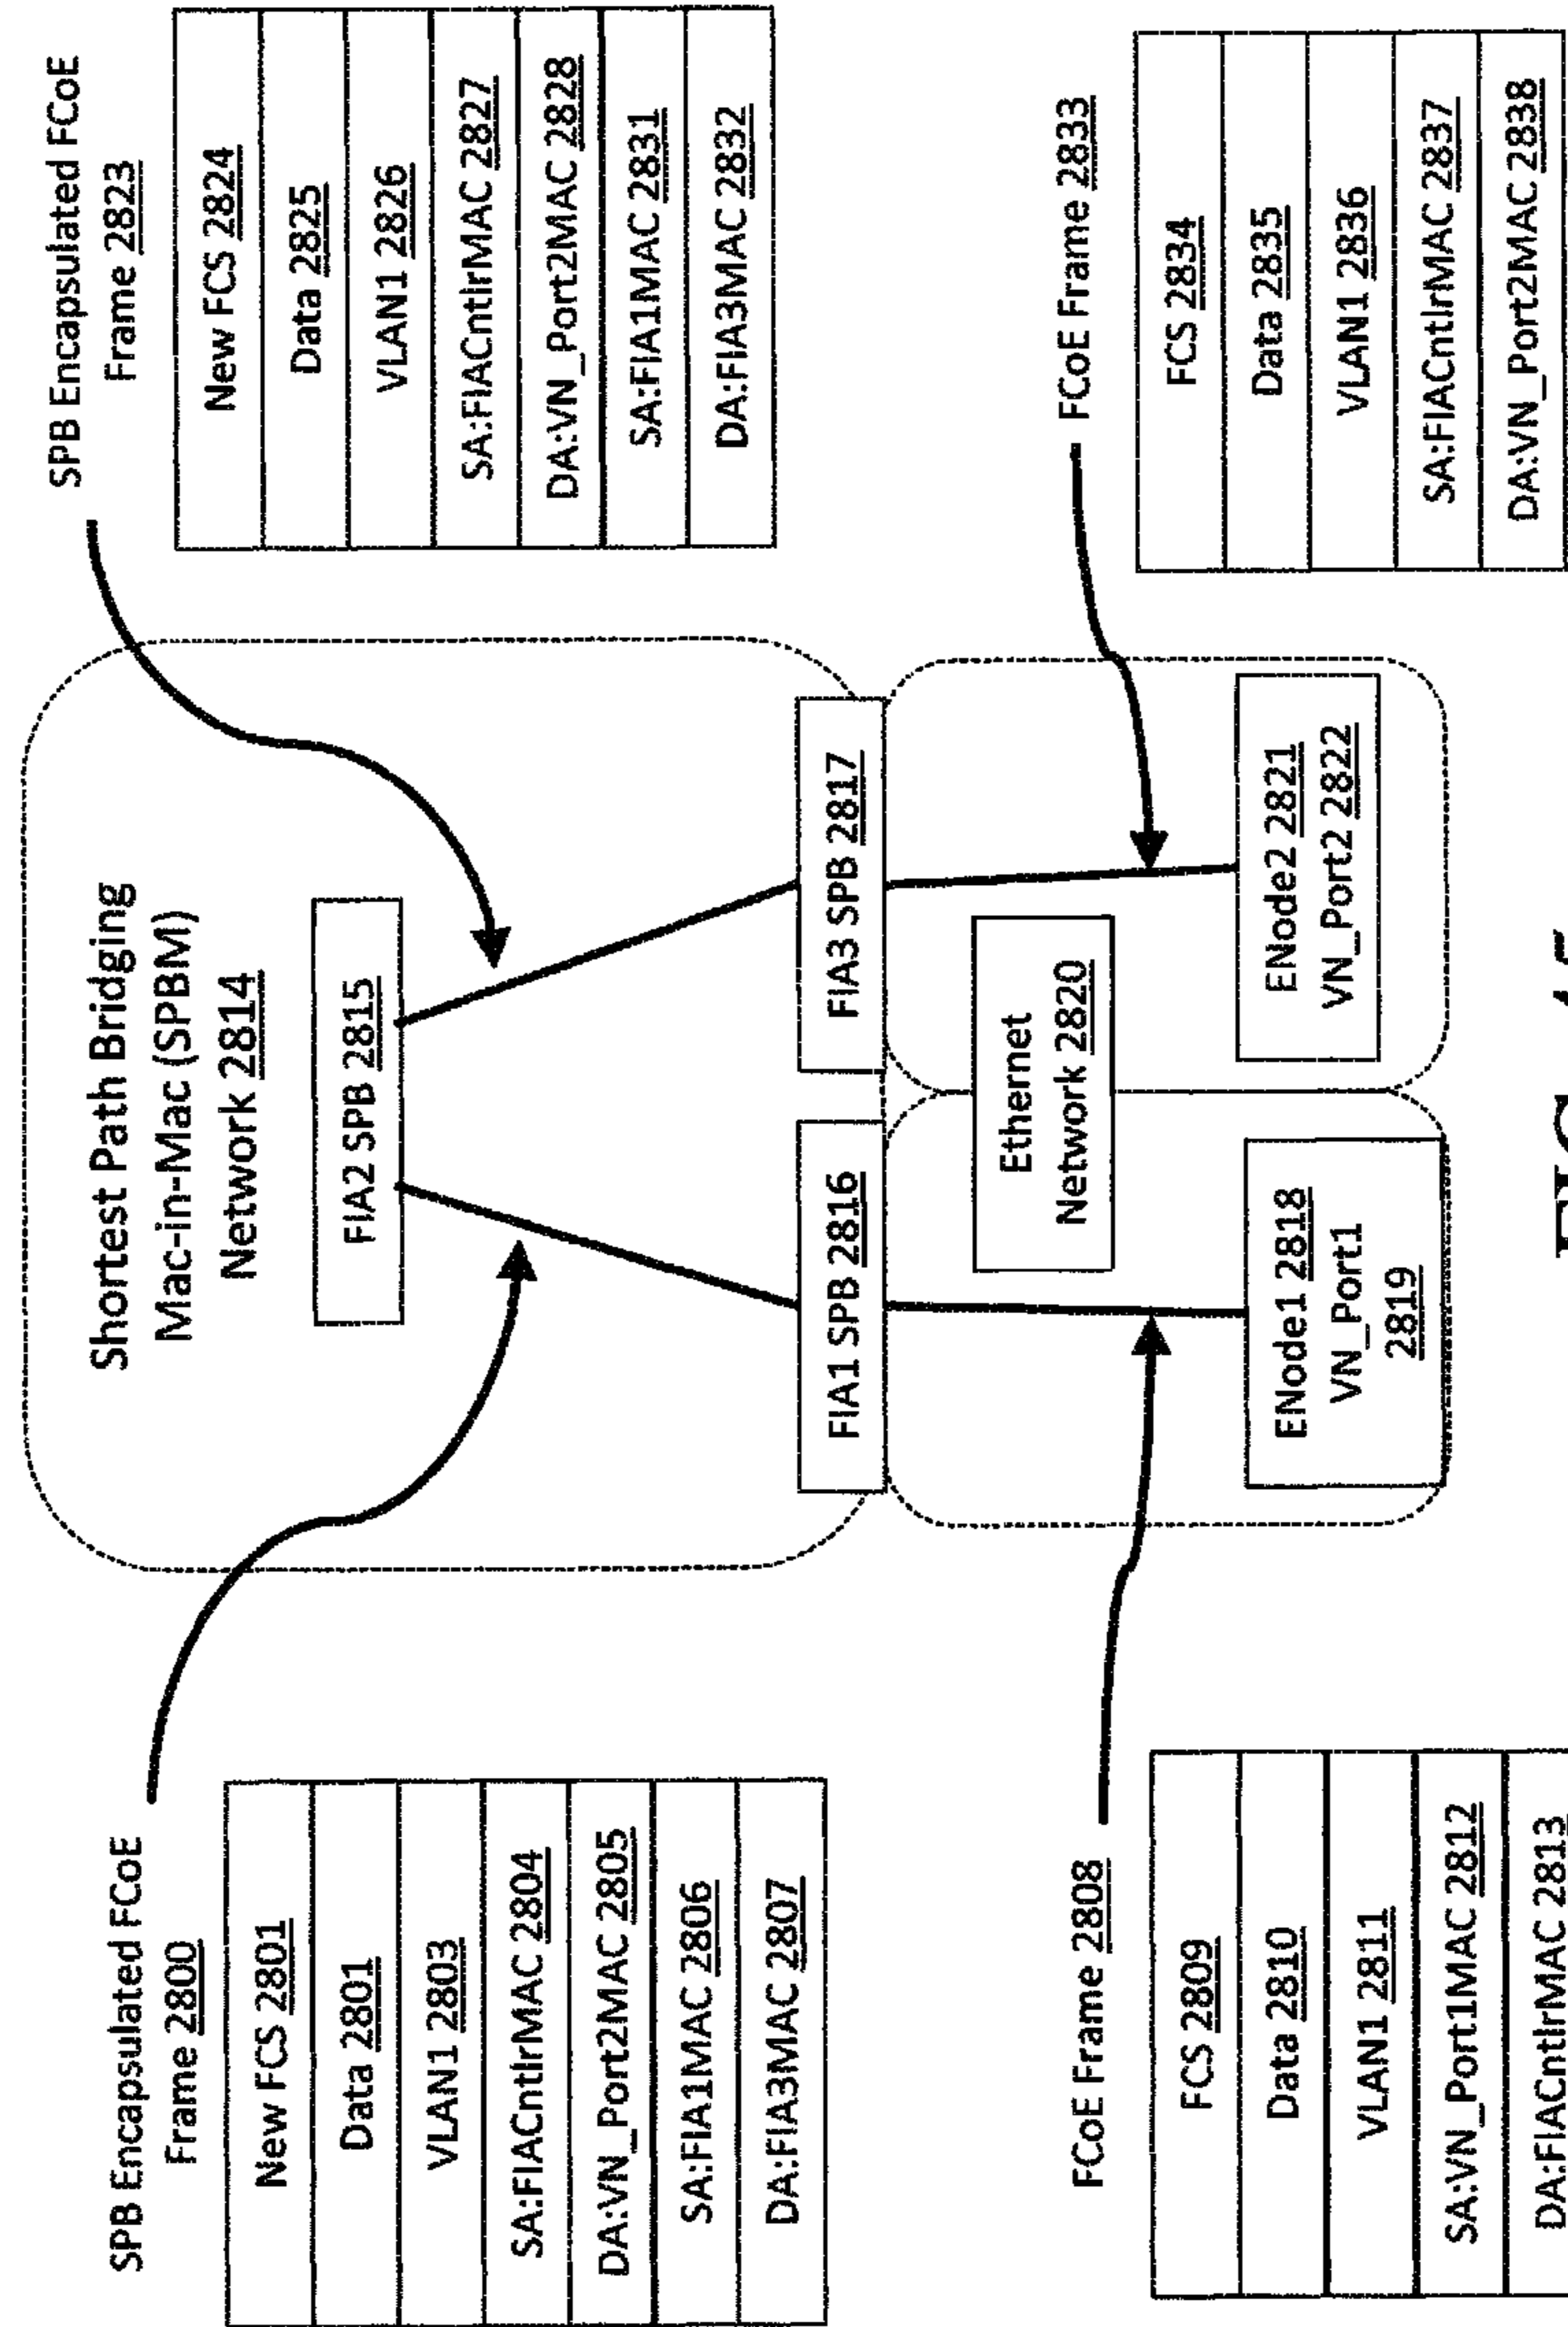 SPB Encapsulated FCoE
Frame 2800
New FCS 2801
Data 2801
VLAN1 2803
SA:FIACntlrMAC 2804
DA:VN_Port2MAC 2805
SA:FIA1MAC 2806
DA:FIA3MAC 2807
FCoE Frame 2808
FCS 2809
Data 2810
VLAN1 2811
SA:VN_Port1MAC 2812
DA:FIACntlrMAC 2813
Shortest Path Bridging
Mac-in-Mac (SPBM)
Network 2814
FIA2 SPB 2815
FIA1 SPB 2816
FIA3 SPB 2817
Ethernet
Network 2820
ENode1 2818
VN_Port1
2819
ENode2 2821
VN_Port2 2822
SPB Encapsulated FCoE
Frame 2823
New FCS 2824
Data 2825
VLAN1 2826
SA:FIACntlrMAC 2827
DA:VN_Port2MAC 2828
SA:FIA1MAC 2831
DA:FIA3MAC 2832
FCoE Frame 2833
FCS 2834
Data 2835
VLAN1 2836
SA:FIACntlrMAC 2837
DA:VN_Port2MAC 2838